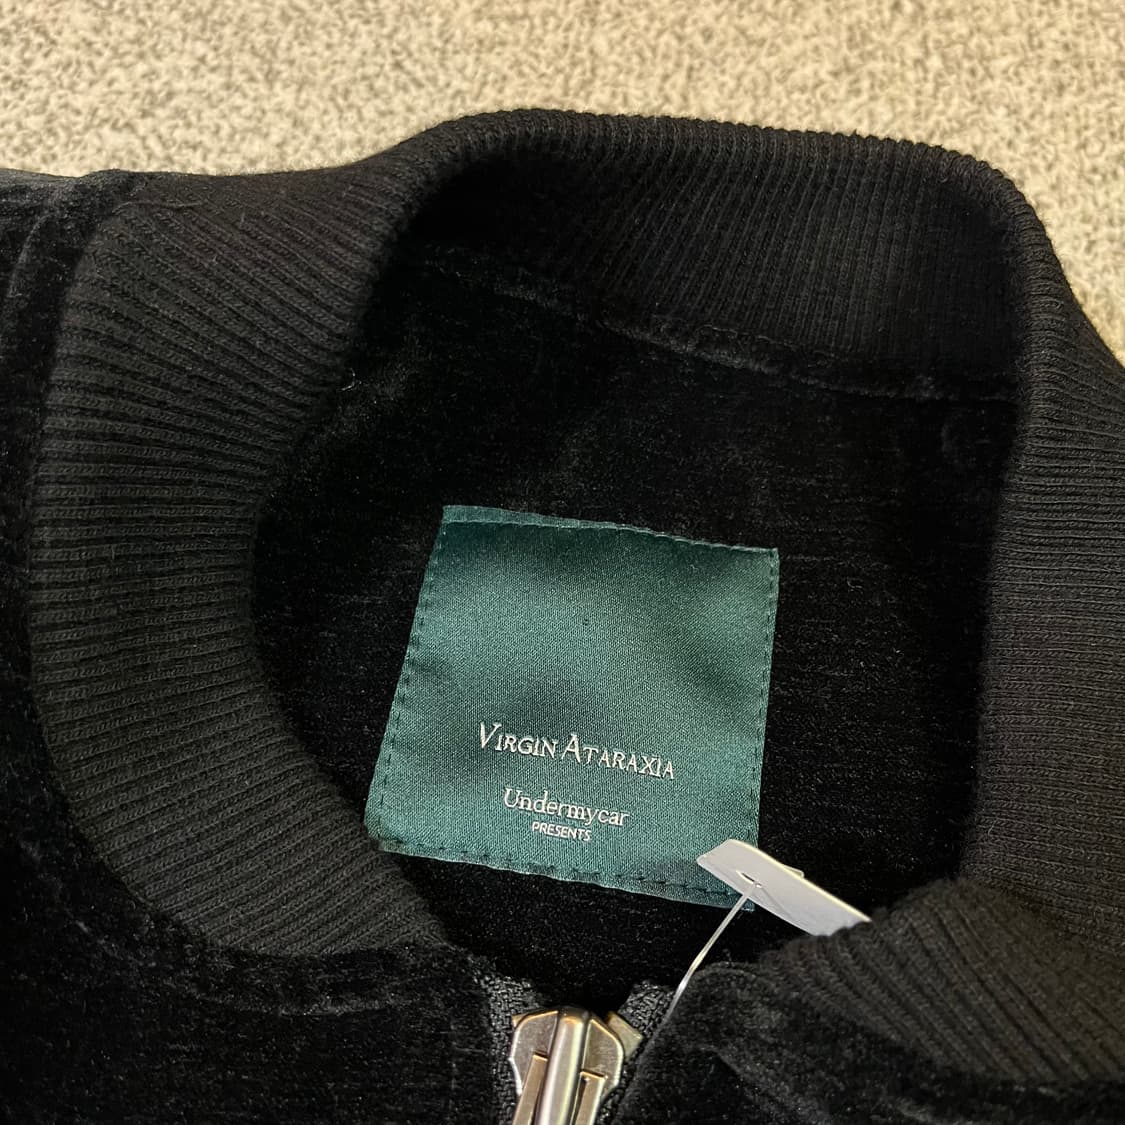 VIRGIN ATARAXIA
Undermycar
PRESENTS